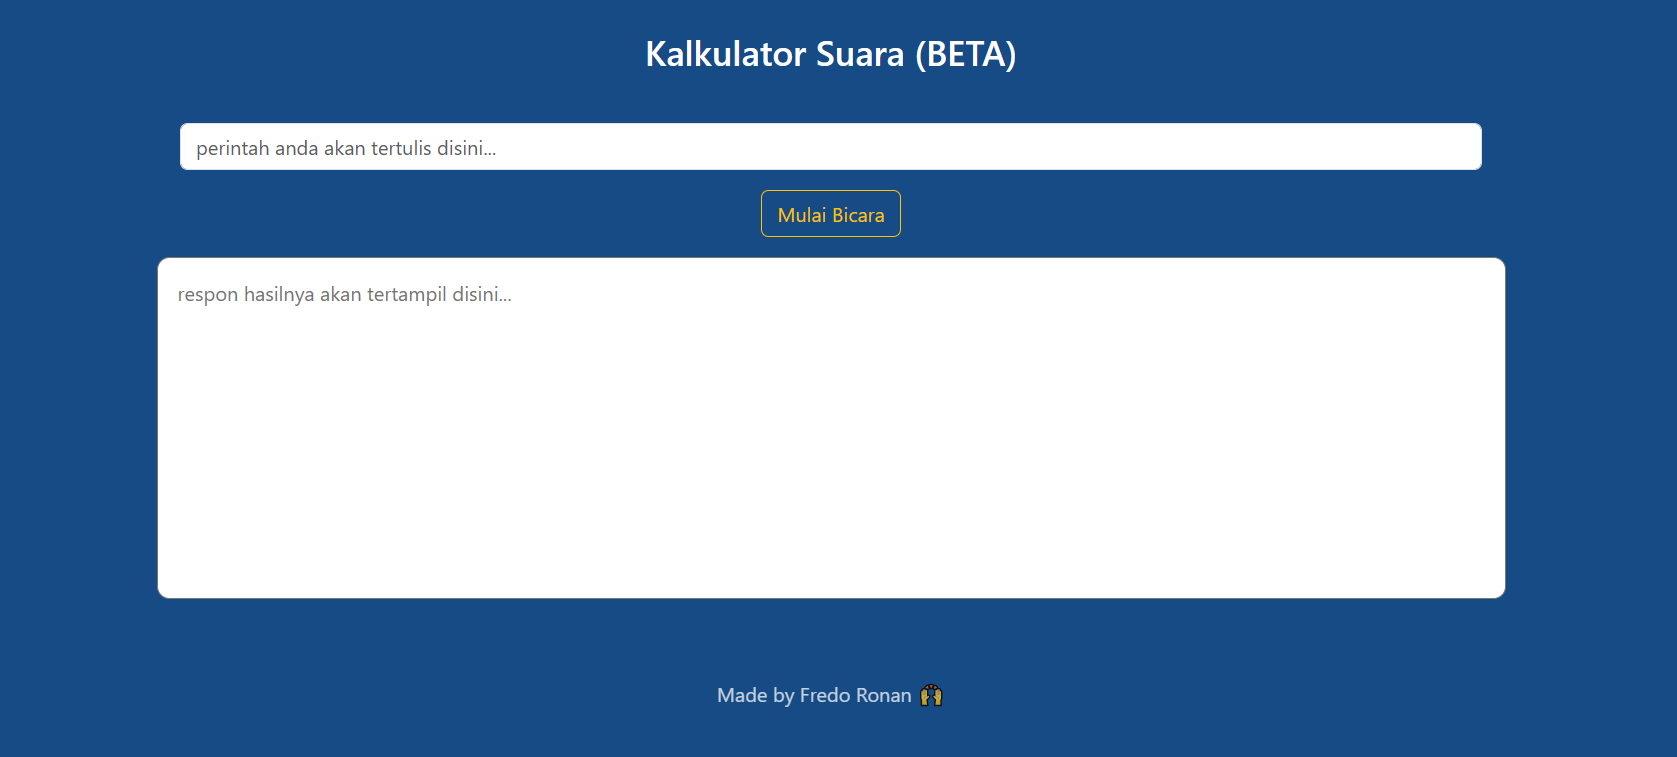 Kalkulator Suara (BETA)
perintah anda akan tertulis disini...
Mulai Bicara
respon hasilnya akan tertampil disini...
Made by Fredo Ronan